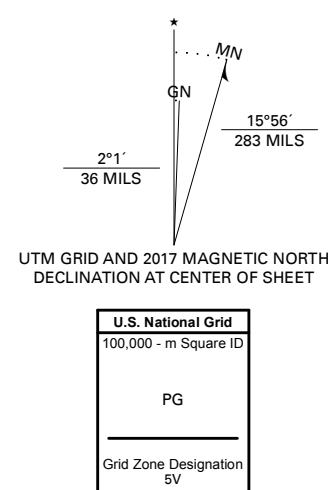 ★
MN
GN
15°56´
283 MILS
2°1´
36 MILS
UTM GRID AND 2017 MAGNETIC NORTH
DECLINATION AT CENTER OF SHEET
U.S. National Grid
100,000 - m Square ID
PG
Grid Zone Designation
5V